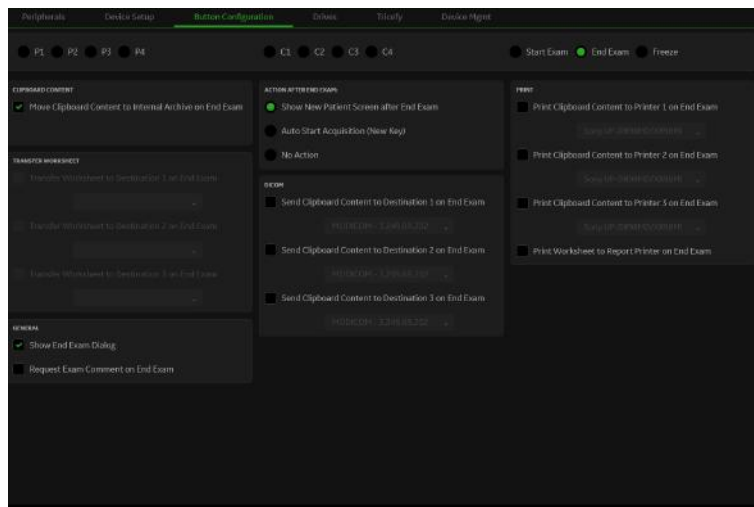 Peripherals Device Setup Button Configuration Drives Tricefy Device Mgmt
P1 P2 P3 P4 C1 C2 C3 C4 Start Exam End Exam Freeze
CLIPBOARD CONTENT
Move Clipboard Content to Internal Archive on End Exam
TRANSFER WORKSHEET
Transfer Worksheet to Destination 1 on End Exam
Transfer Worksheet to Destination 2 on End Exam
Transfer Worksheet to Destination 3 on End Exam
GENERAL
Show End Exam Dialog
Request Exam Comment on End Exam
ACTION AFTER END EXAM:
Show New Patient Screen after End Exam
Auto Start Acquisition (New Key)
No Action
DICOM
Send Clipboard Content to Destination 1 on End Exam
Send Clipboard Content to Destination 2 on End Exam
Send Clipboard Content to Destination 3 on End Exam
PRINT
Print Clipboard Content to Printer 1 on End Exam
Print Clipboard Content to Printer 2 on End Exam
Print Clipboard Content to Printer 3 on End Exam
Print Worksheet to Report Printer on End Exam